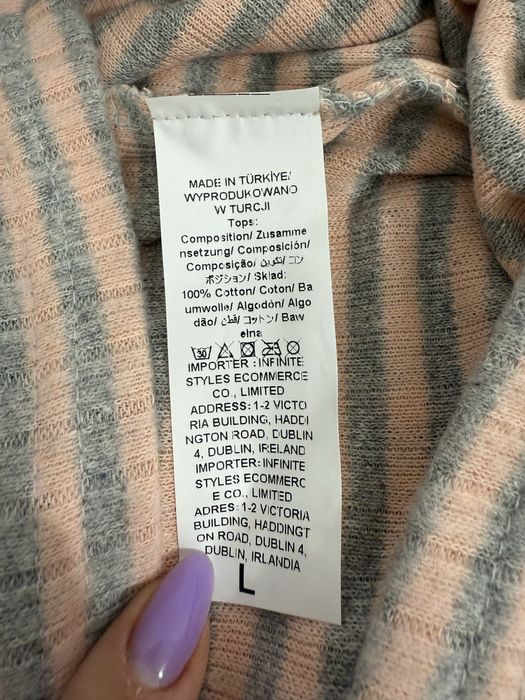 MADE IN TÜRKİYE/
WYPRODUKOWANO
W TURCJI
Tops:
Composition/ Zusamme
nsetzung/ Composición/
Composição/ تكوين/ コン
ポジション/ Skład:
100% Cotton/ Coton/ Ba
umwolle/ Algodón/ Algo
dão/ قطن/ コットン/ Baw
ełna
30
IMPORTER : INFINITE
STYLES ECOMMERCE
CO., LIMITED
ADDRESS: 1-2 VICTO
RIA BUILDING, HADDI
NGTON ROAD, DUBLIN
4, DUBLIN, IRELAND
IMPORTER: INFINITE
STYLES ECOMMERC
E CO., LIMITED
ADRES: 1-2 VICTORIA
BUILDING, HADDINGT
ON ROAD, DUBLIN 4,
DUBLIN, IRLANDIA
L